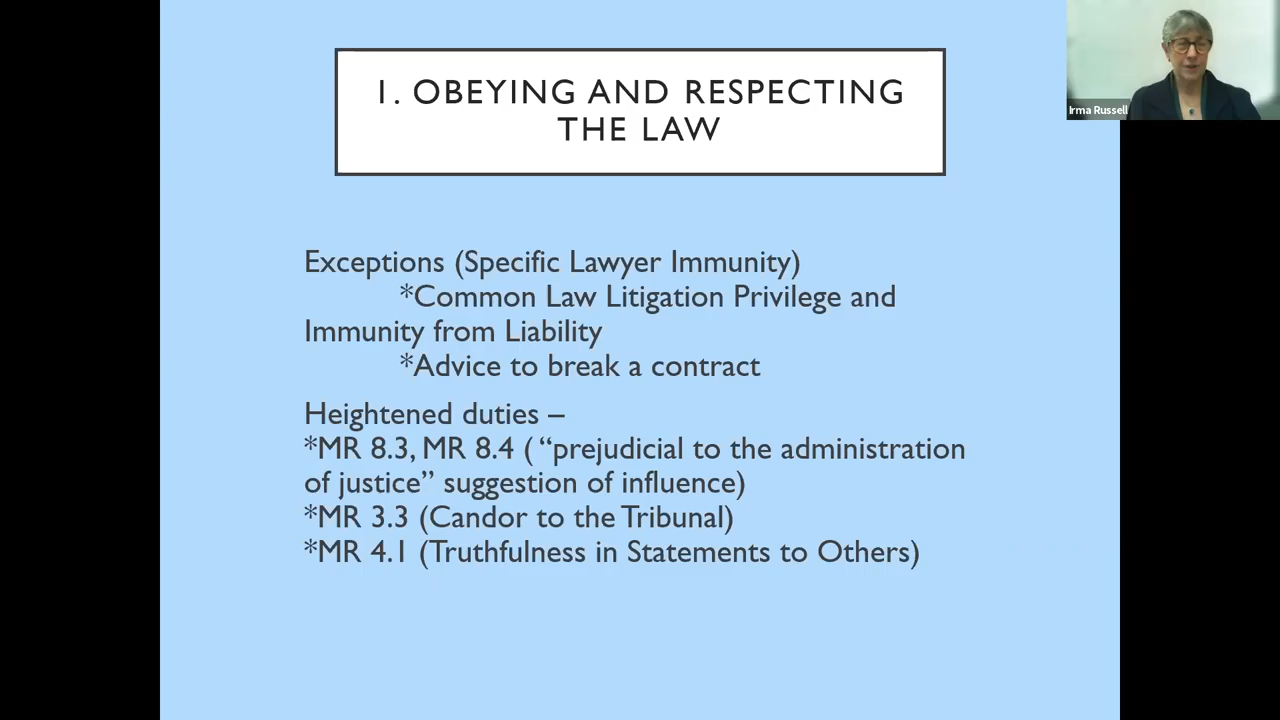 1. OBEYING AND RESPECTING
THE LAW
Irma Russell
Exceptions (Specific Lawyer Immunity)
*Common Law Litigation Privilege and
Immunity from Liability
*Advice to break a contract
Heightened duties –
*MR 8.3, MR 8.4 ( “prejudicial to the administration
of justice” suggestion of influence)
*MR 3.3 (Candor to the Tribunal)
*MR 4.1 (Truthfulness in Statements to Others)